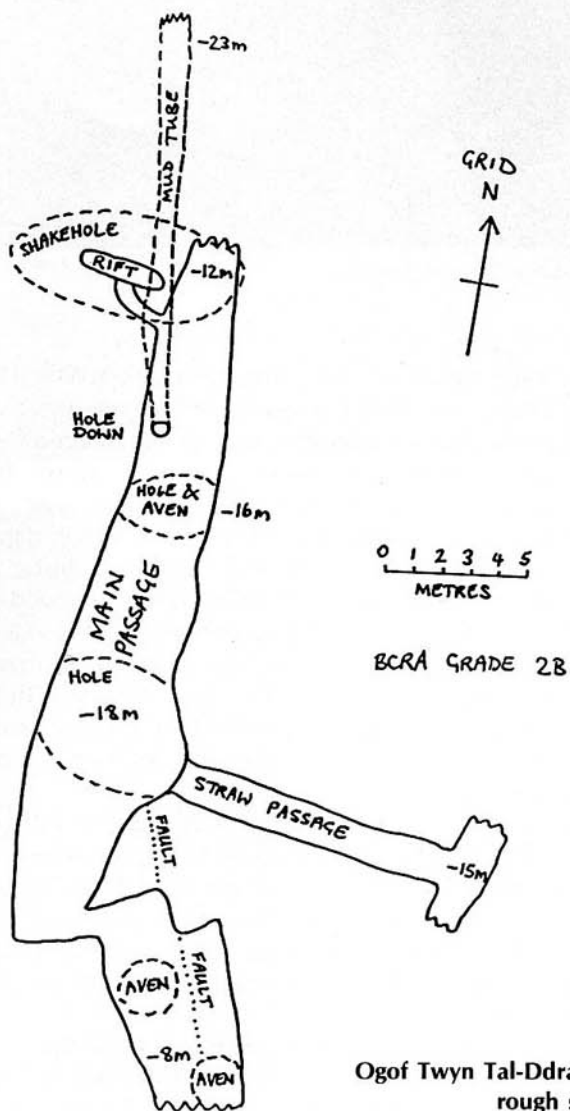 -23m
MUD TUBE
GRID
N
SHAKEHOLE
RIFT
-12m
HOLE
DOWN
HOLE &
AVEN
-16m
0 1 2 3 4 5
METRES
MAIN
PASSAGE
BCRA GRADE 2B
HOLE
-18m
STRAW PASSAGE
FAULT
-15m
FAULT
AVEN
-8m
AVEN
Ogof Twyn Tal-Ddra
rough